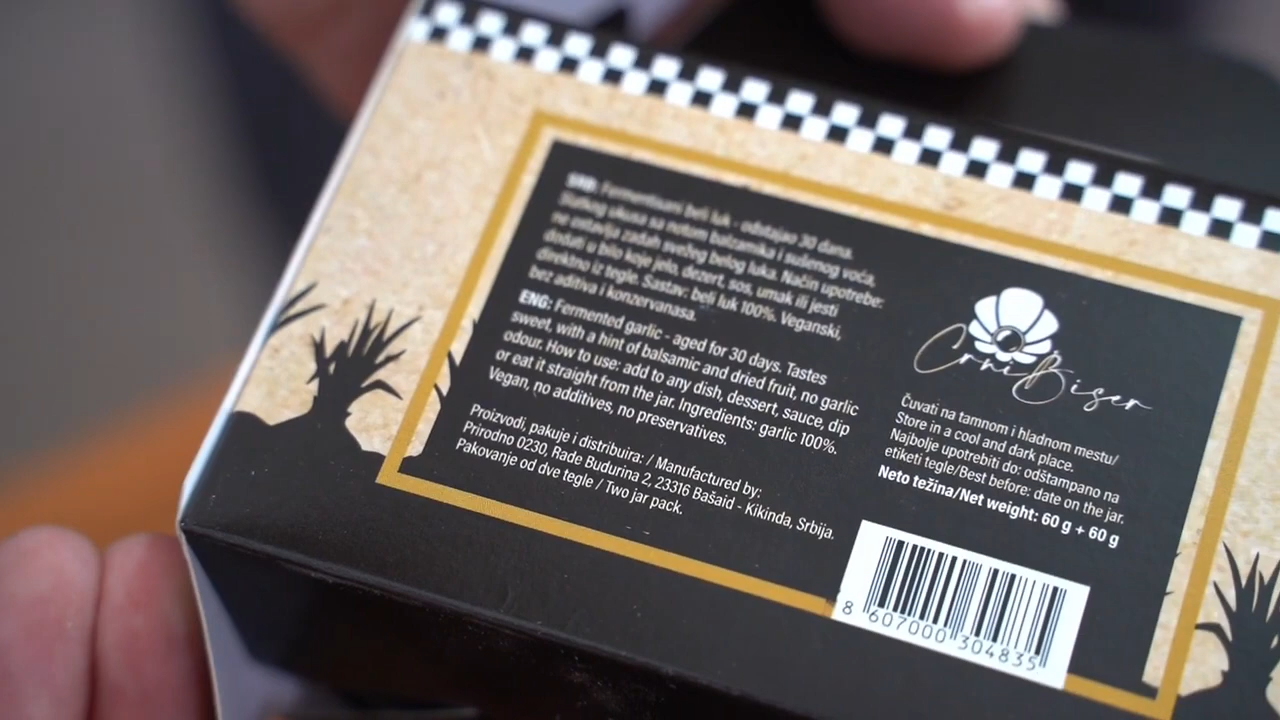 SRB: Fermentisani beli luk - odstajao 30 dana.
Slatkog ukusa sa notom balzamika i sušenog voća,
ne ostavlja zadah svežeg belog luka. Način upotrebe:
dodati u bilo koje jelo, dezert, sos, umak ili jesti
direktno iz tegle. Sastav: beli luk 100%. Veganski,
bez aditiva i konzervanasa.
ENG: Fermented garlic - aged for 30 days. Tastes
sweet, with a hint of balsamic and dried fruit, no garlic
odour. How to use: add to any dish, dessert, sauce, dip
or eat it straight from the jar. Ingredients: garlic 100%.
Vegan, no additives, no preservatives.
Proizvodi, pakuje i distribuira: / Manufactured by:
Prirodno 0230, Rade Budurina 2, 23316 Bašaid - Kikinda, Srbija.
Pakovanje od dve tegle / Two jar pack.
Crni Biser
Čuvati na tamnom i hladnom mestu/
Store in a cool and dark place.
Najbolje upotrebiti do: odštampano na
etiketi tegle/Best before: date on the jar.
Neto težina/Net weight: 60 g + 60 g
8 607000 304835